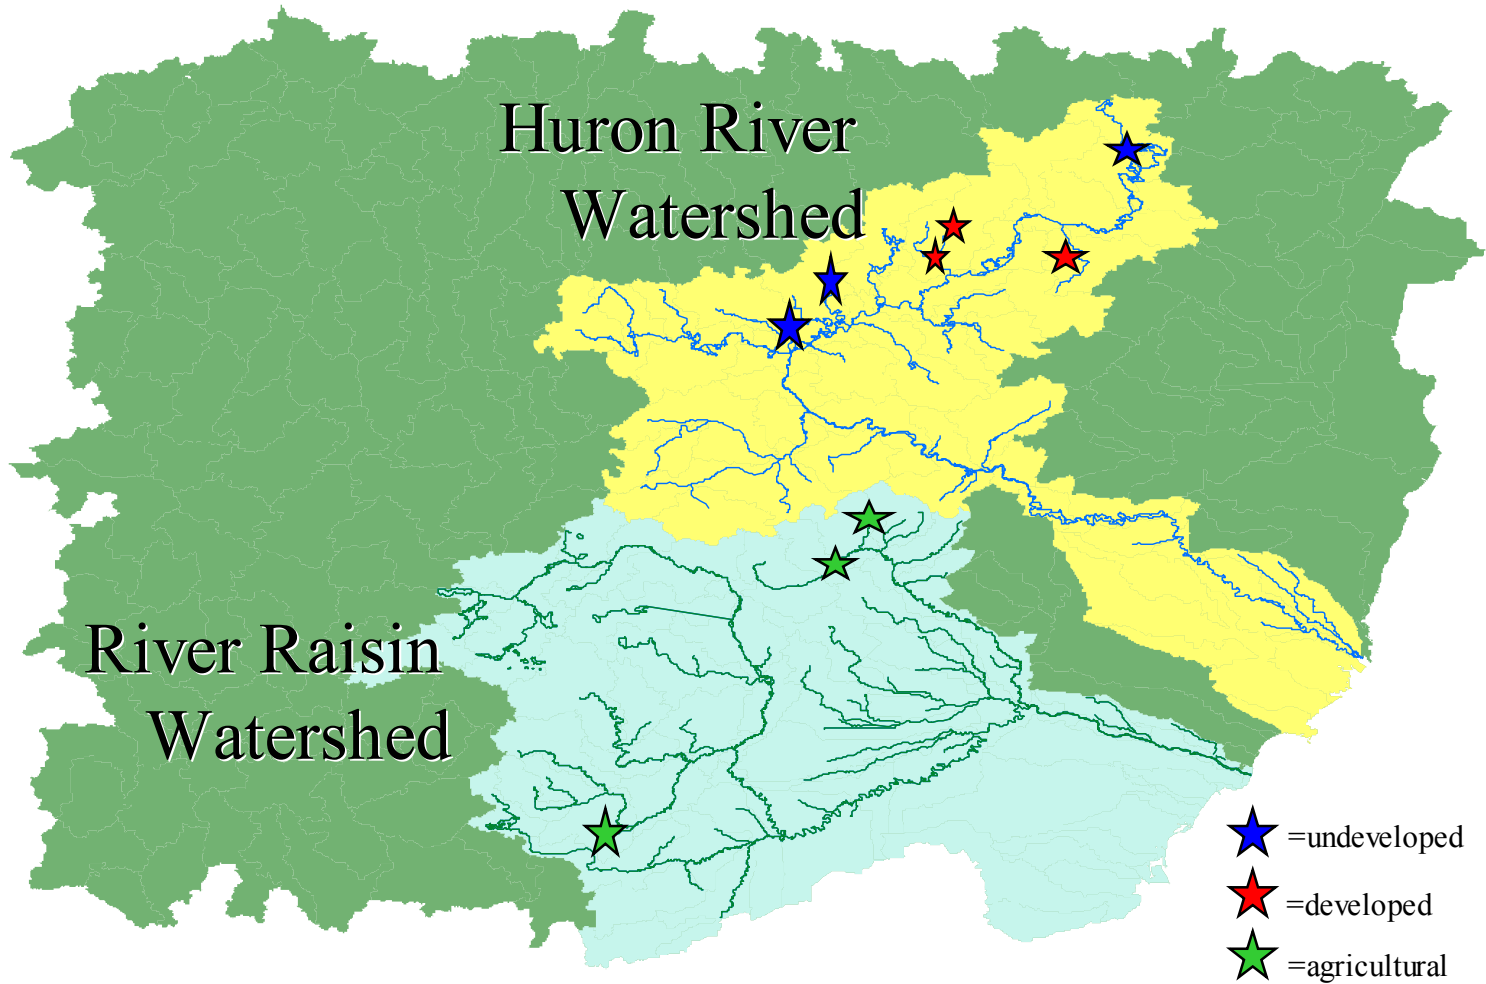 Huron River
Watershed
River Raisin
Watershed
=undeveloped
=developed
=agricultural